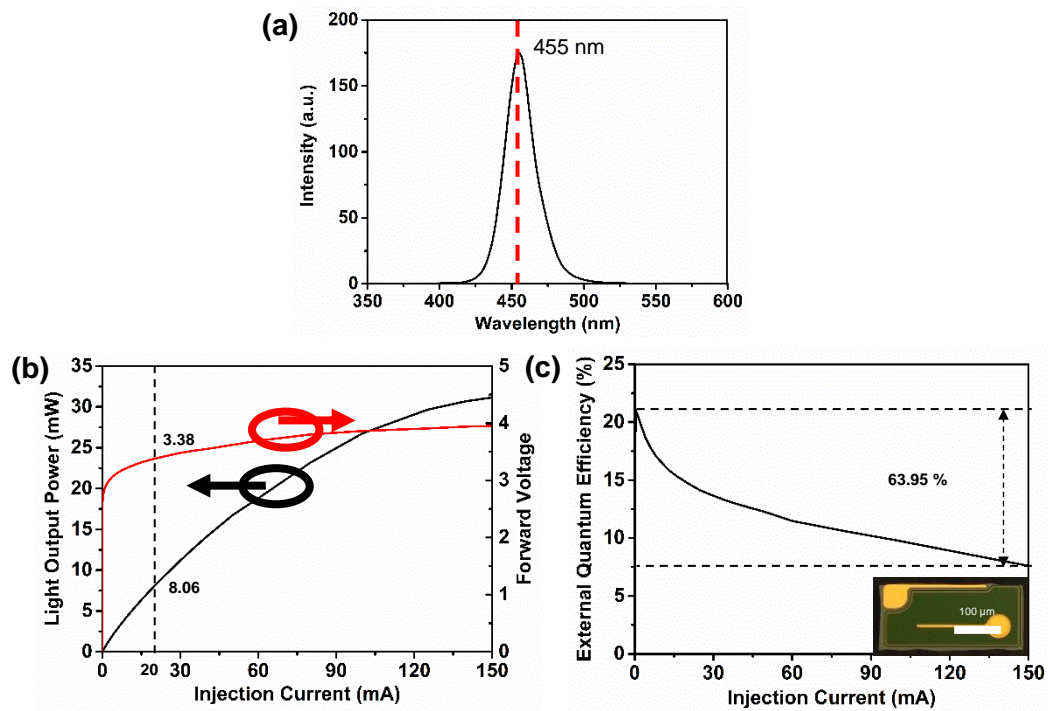 (a)
200
150
100
50
0
Intensity (a.u.)
455 nm
350 400 450 500 550 600
Wavelength (nm)
(b)
35
30
25
20
15
10
5
0
Light Output Power (mW)
3.38
8.06
5
4
3
2
1
0
Forward Voltage
0 20 30 60 90 120 150
Injection Current (mA)
(c)
25
20
15
10
5
0
External Quantum Efficiency (%)
63.95 %
100 µm
0 30 60 90 120 150
Injection Current (mA)